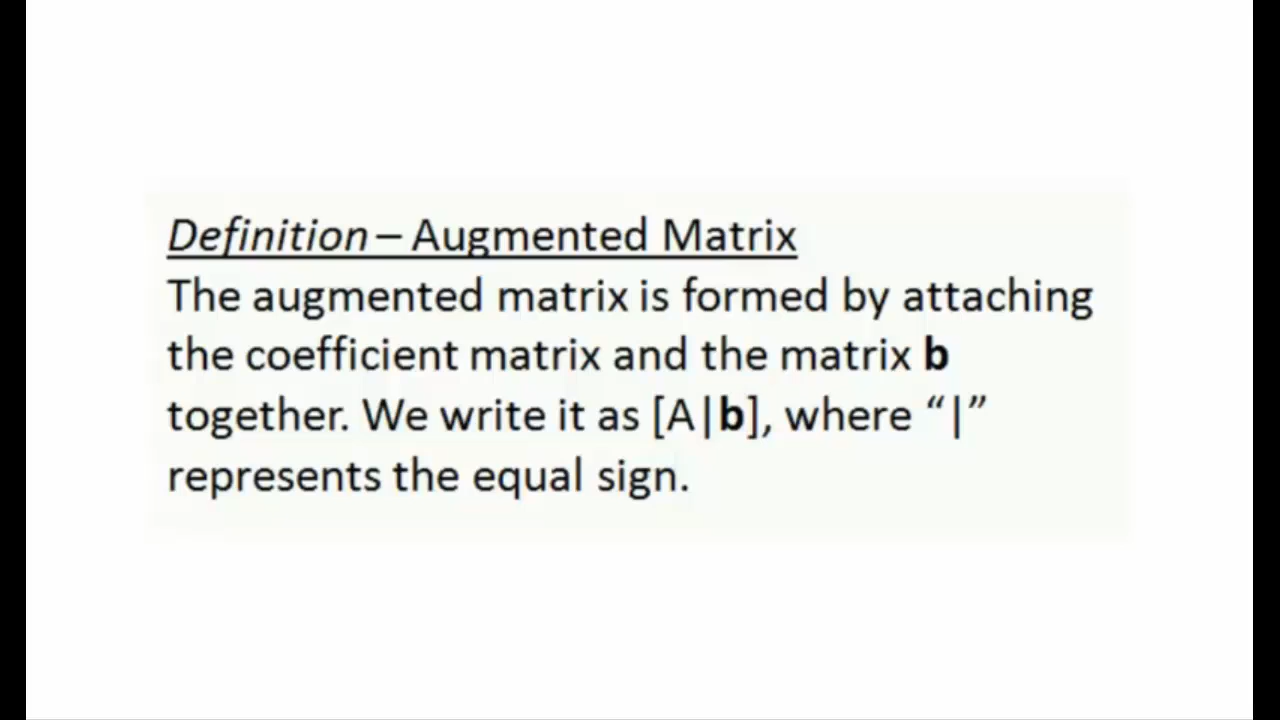 Definition – Augmented Matrix
The augmented matrix is formed by attaching
the coefficient matrix and the matrix b
together. We write it as [A|b], where “|”
represents the equal sign.